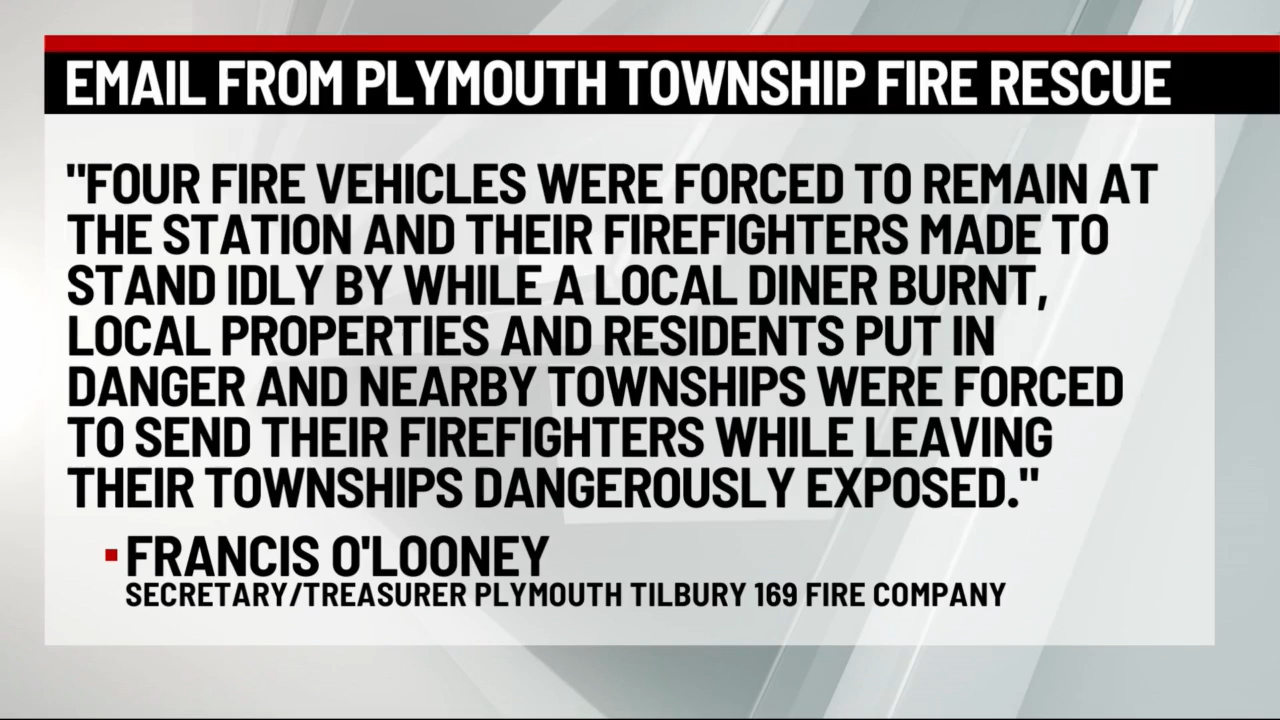 EMAIL FROM PLYMOUTH TOWNSHIP FIRE RESCUE
"FOUR FIRE VEHICLES WERE FORCED TO REMAIN AT
THE STATION AND THEIR FIREFIGHTERS MADE TO
STAND IDLY BY WHILE A LOCAL DINER BURNT,
LOCAL PROPERTIES AND RESIDENTS PUT IN
DANGER AND NEARBY TOWNSHIPS WERE FORCED
TO SEND THEIR FIREFIGHTERS WHILE LEAVING
THEIR TOWNSHIPS DANGEROUSLY EXPOSED."
FRANCIS O'LOONEY
SECRETARY/TREASURER PLYMOUTH TILBURY 169 FIRE COMPANY